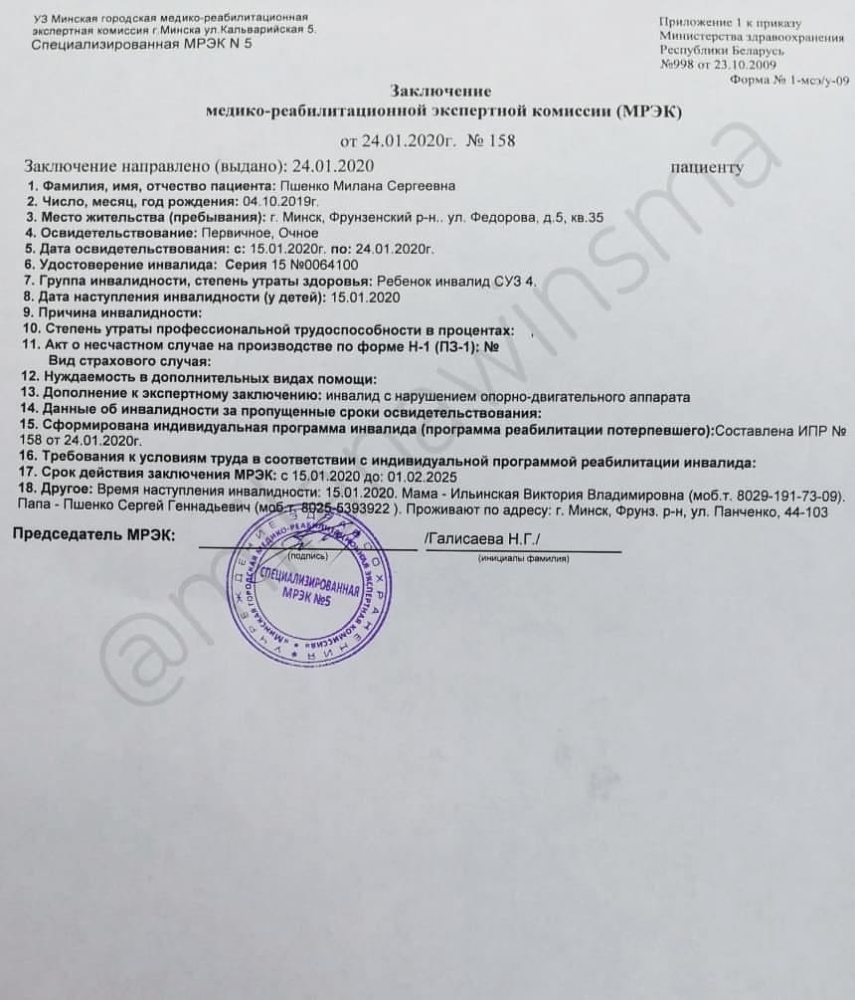 УЗ Минская городская медико-реабилитационная
экспертная комиссия г.Минска ул.Кальварийская 5.
Специализированная МРЭК N 5
Приложение 1 к приказу
Министерства здравоохранения
Республики Беларусь
№998 от 23.10.2009
Форма № 1-мсэ/у-09
Заключение
медико-реабилитационной экспертной комиссии (МРЭК)
от 24.01.2020г. № 158
Заключение направлено (выдано): 24.01.2020 пациенту
1. Фамилия, имя, отчество пациента: Пшенко Милана Сергеевна
2. Число, месяц, год рождения: 04.10.2019г.
3. Место жительства (пребывания): г. Минск, Фрунзенский р-н.. ул. Федорова, д.5, кв.35
4. Освидетельствование: Первичное, Очное
5. Дата освидетельствования: с: 15.01.2020г. по: 24.01.2020г.
6. Удостоверение инвалида: Серия 15 №0064100
7. Группа инвалидности, степень утраты здоровья: Ребенок инвалид СУЗ 4.
8. Дата наступления инвалидности (у детей): 15.01.2020
9. Причина инвалидности:
10. Степень утраты профессиональной трудоспособности в процентах: ,
11. Акт о несчастном случае на производстве по форме Н-1 (ПЗ-1): №
Вид страхового случая:
12. Нуждаемость в дополнительных видах помощи:
13. Дополнение к экспертному заключению: инвалид с нарушением опорно-двигательного аппарата
14. Данные об инвалидности за пропущенные сроки освидетельствования:
15. Сформирована индивидуальная программа инвалида (программа реабилитации потерпевшего):Составлена ИПР №
158 от 24.01.2020г.
16. Требования к условиям труда в соответствии с индивидуальной программой реабилитации инвалида:
17. Срок действия заключения МРЭК: с 15.01.2020 до: 01.02.2025
18. Другое: Время наступления инвалидности: 15.01.2020. Мама - Ильинская Виктория Владимировна (моб.т. 8029-191-73-09).
Папа - Пшенко Сергей Геннадьевич (моб.т. 8025-5393922 ). Проживают по адресу: г. Минск, Фрунз. р-н, ул. Панченко, 44-103
Председатель МРЭК: /Галисаева Н.Г./
(подпись) (инициалы фамилия)
УЧРЕЖДЕНИЕ ЗДРАВООХРАНЕНИЯ
«МИНСКАЯ ГОРОДСКАЯ МЕДИКО-РЕАБИЛИТАЦИОННАЯ ЭКСПЕРТНАЯ КОМИССИЯ»
СПЕЦИАЛИЗИРОВАННАЯ
МРЭК №5